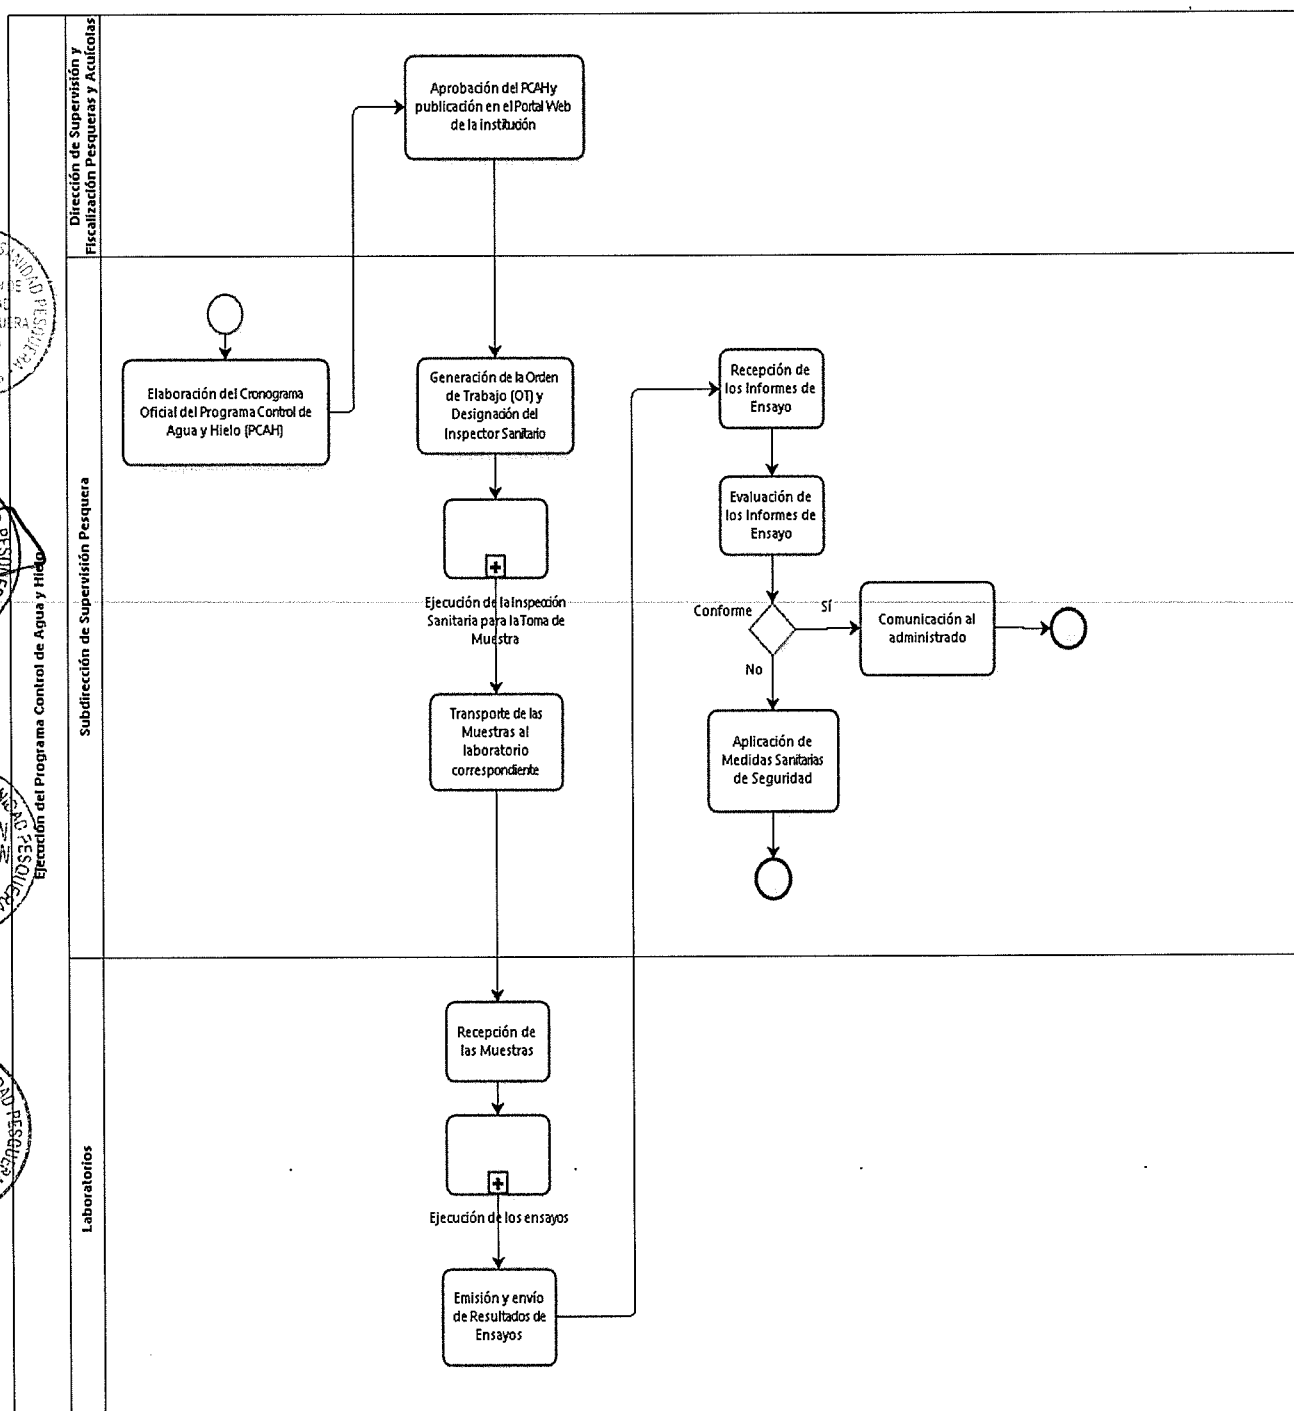 Ejecución del Programa Control de Agua y Hielo
Dirección de Supervisión y
Fiscalización Pesqueras y Acuícolas
Aprobación del PCAH y
publicación en el Portal Web
de la institución
Subdirección de Supervisión Pesquera
Elaboración del Cronograma
Oficial del Programa Control de
Agua y Hielo (PCAH)
Generación de la Orden
de Trabajo (OT) y
Designación del
Inspector Sanitario
Ejecución de la Inspección
Sanitaria para la Toma de
Muestra
Transporte de las
Muestras al
laboratorio
correspondiente
Recepción de
los Informes de
Ensayo
Evaluación de
los Informes de
Ensayo
Conforme
Sí
No
Comunicación al
administrado
Aplicación de
Medidas Sanitarias
de Seguridad
Laboratorios
Recepción de
las Muestras
Ejecución de los ensayos
Emisión y envío
de Resultados de
Ensayos
SANIDAD PESQUERA
PESQUERA